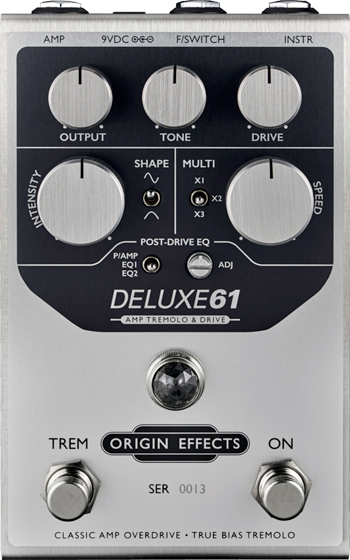 AMP 9VDC F/SWITCH INSTR
OUTPUT TONE DRIVE
SHAPE MULTI
INTENSITY
X1
X2
X3
SPEED
POST-DRIVE EQ
P/AMP
EQ1
EQ2
ADJ
DELUXE61
AMP TREMOLO & DRIVE
TREM ORIGIN EFFECTS ON
SER 0013
CLASSIC AMP OVERDRIVE • TRUE BIAS TREMOLO